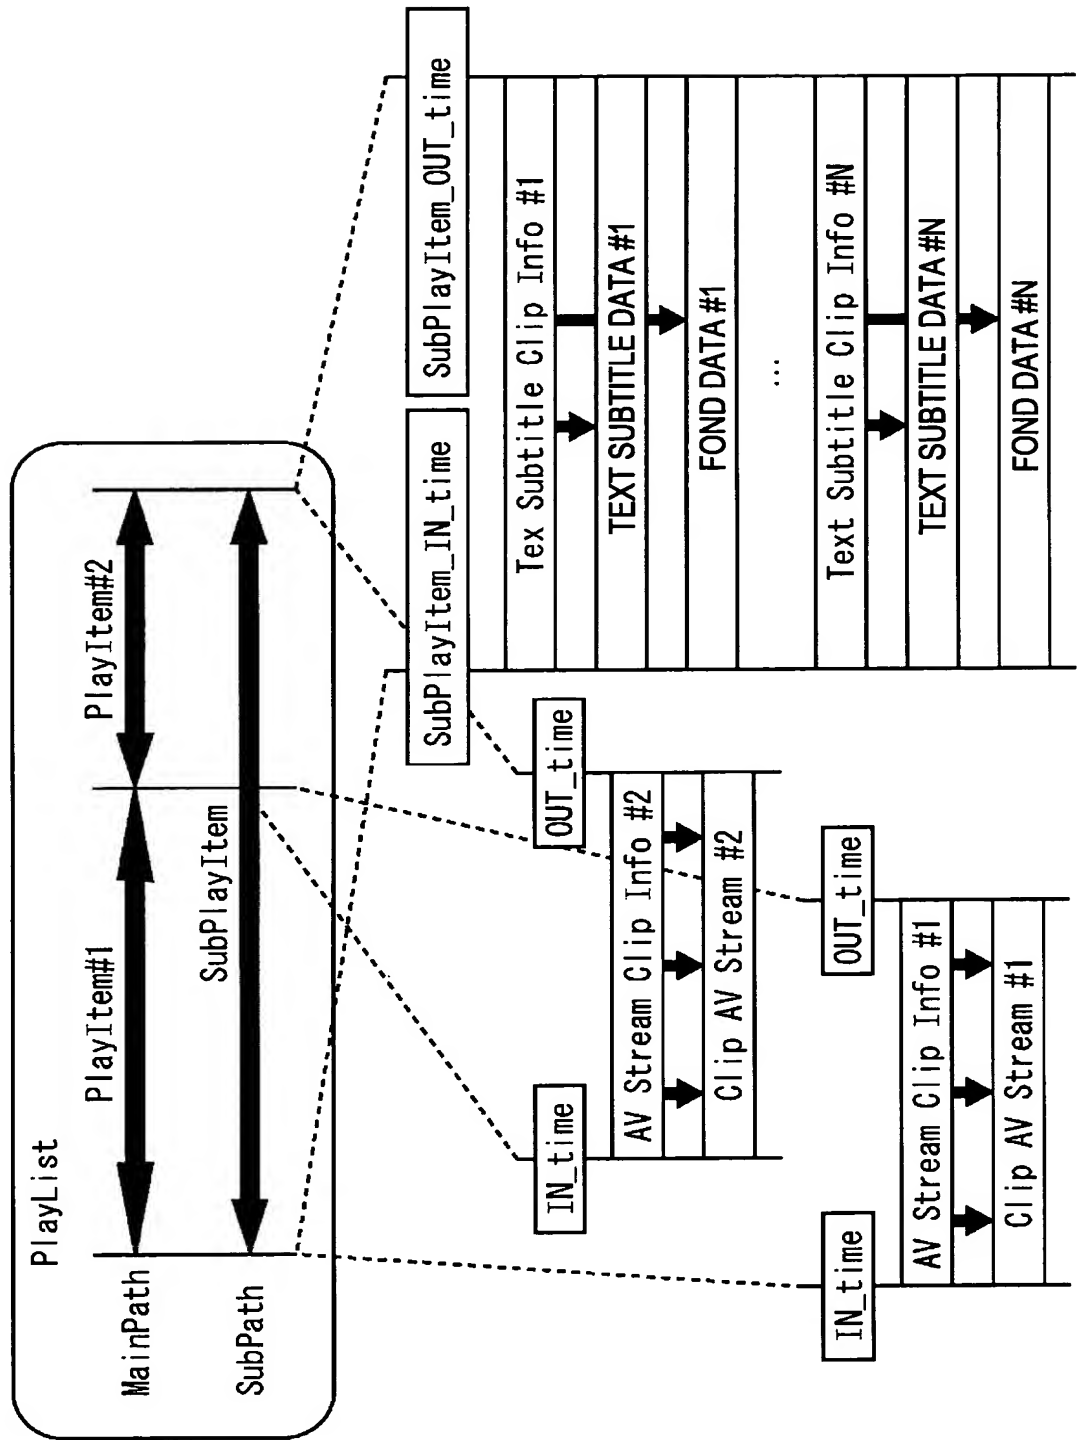 PlayList
MainPath
PlayItem#1
PlayItem#2
SubPath
SubPlayItem
SubPlayItem_IN_time
SubPlayItem_OUT_time
Tex Subtitle Clip Info #1
TEXT SUBTITLE DATA#1
FOND DATA #1
...
Text Subtitle Clip Info #N
TEXT SUBTITLE DATA#N
FOND DATA #N
IN_time
OUT_time
AV Stream Clip Info #2
Clip AV Stream #2
IN_time
OUT_time
AV Stream Clip Info #1
Clip AV Stream #1